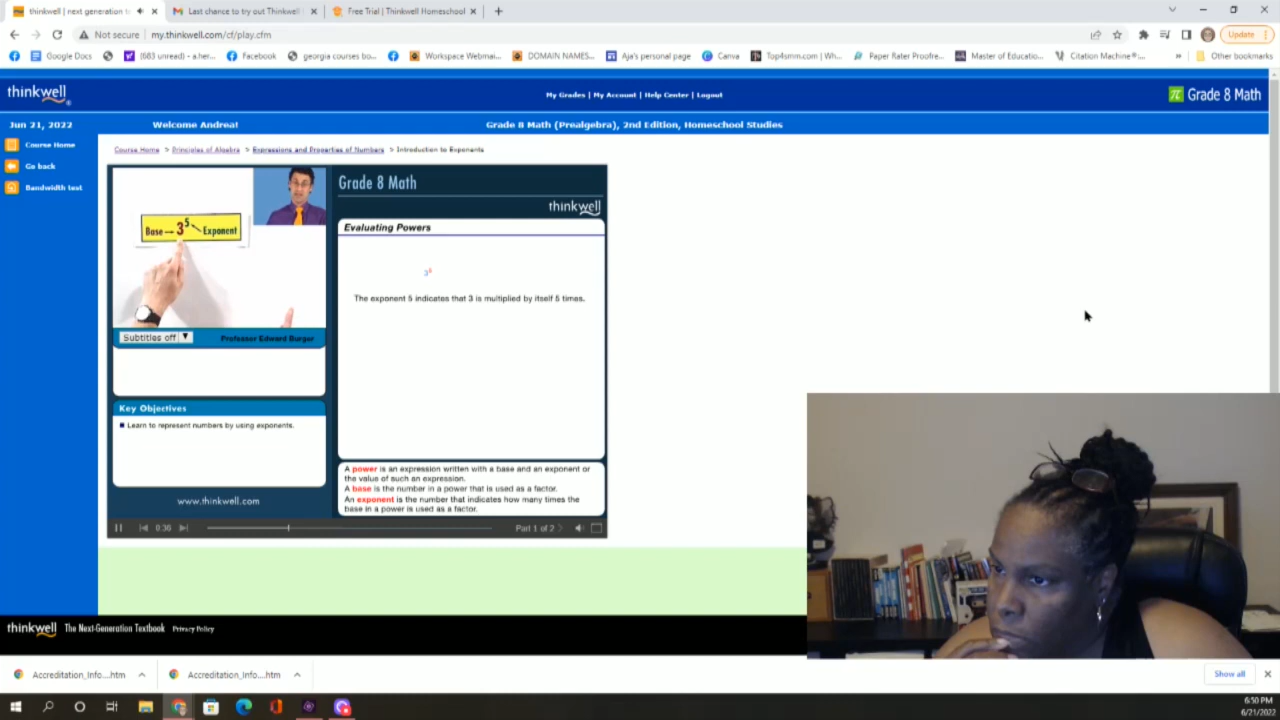 thinkwell | next generation t
Last chance to try out Thinkwell
Free Trial | Thinkwell Homeschool
Not secure | my.thinkwell.com/cf/play.cfm
Update
Google Docs
(683 unread) - a.her...
Facebook
georgia courses bo...
Workspace Webmai...
DOMAIN NAMES...
Aja's personal page
Canva
Top4smm.com | Wh...
Paper Rater Proofre...
Master of Educatio...
Citation Machine®:...
»
Other bookmarks
thinkwell®
My Grades | My Account | Help Center | Logout
π Grade 8 Math
Jun 21, 2022
Welcome Andrea!
Grade 8 Math (Prealgebra), 2nd Edition, Homeschool Studies
Course Home
Go back
Bandwidth test
Course Home > Principles of Algebra > Expressions and Properties of Numbers > Introduction to Exponents
Base → 3⁵ Exponent
Subtitles off ▼
Professor Edward Burger
Key Objectives
Learn to represent numbers by using exponents.
www.thinkwell.com
Grade 8 Math
thinkwell
Evaluating Powers
The exponent 5 indicates that 3 is multiplied by itself 5 times.
A power is an expression written with a base and an exponent or
the value of such an expression.
A base is the number in a power that is used as a factor.
An exponent is the number that indicates how many times the
base in a power is used as a factor.
0:36
Part 1 of 2
thinkwell The Next-Generation Textbook Privacy Policy
Accreditation_Info....htm
Accreditation_Info....htm
Show all
6:50 PM
6/21/2022